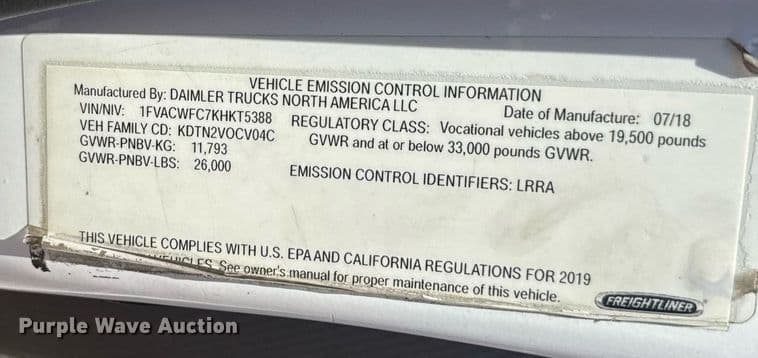 VEHICLE EMISSION CONTROL INFORMATION
Manufactured By: DAIMLER TRUCKS NORTH AMERICA LLC Date of Manufacture: 07/18
VIN/NIV: 1FVACWFC7KHKT5388 REGULATORY CLASS: Vocational vehicles above 19,500 pounds
VEH FAMILY CD: KDTN2VOCV04C GVWR and at or below 33,000 pounds GVWR.
GVWR-PNBV-KG: 11,793
GVWR-PNBV-LBS: 26,000 EMISSION CONTROL IDENTIFIERS: LRRA
THIS VEHICLE COMPLIES WITH U.S. EPA AND CALIFORNIA REGULATIONS FOR 2019
VEHICLES. See owner's manual for proper maintenance of this vehicle.
FREIGHTLINER
Purple Wave Auction